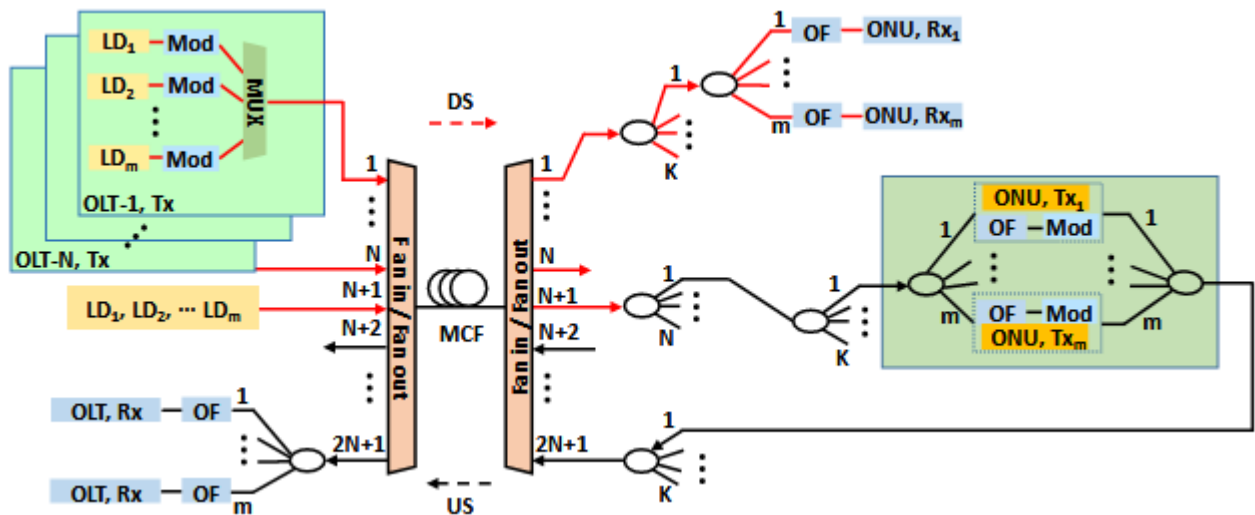 LD1
Mod
LD2
Mod
LDm
Mod
MUX
OLT-1, Tx
OLT-N, Tx
LD1, LD2, ··· LDm
1
N
N+1
N+2
2N+1
Fan in / Fan out
MCF
DS
US
Fan in / Fan out
1
N
N+1
N+2
2N+1
K
1
1
OF
ONU, Rx1
m
OF
ONU, Rxm
1
N
1
K
1
m
ONU, Tx1
OF
Mod
OF
Mod
ONU, Txm
1
m
1
K
OLT, Rx
OF
1
OLT, Rx
OF
m